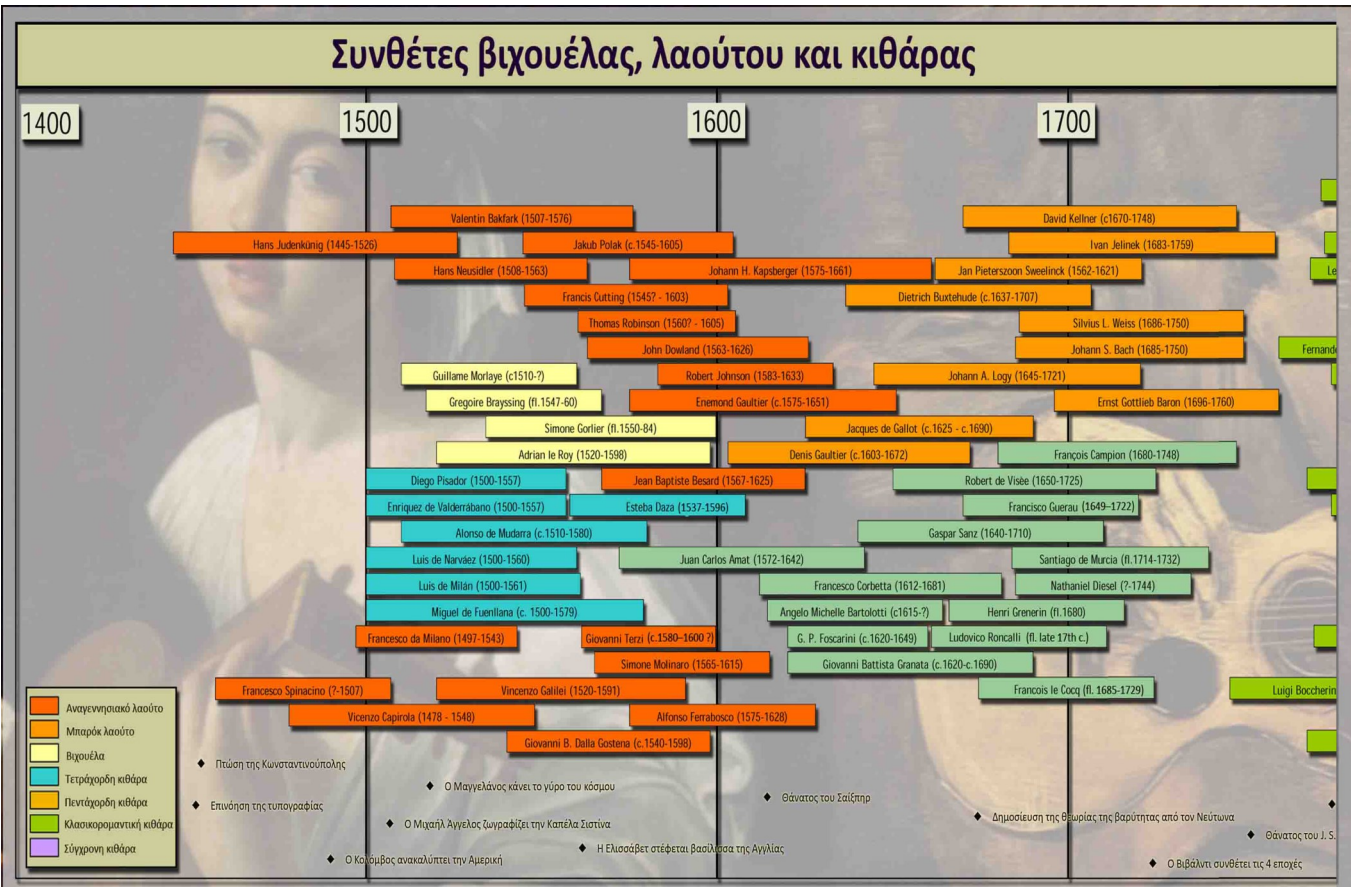 Συνθέτες βιχουέλας, λαούτου και κιθάρας
1400
1500
1600
1700
Valentin Bakfark (1507-1576)
David Kellner (c1670-1748)
Hans Judenkünig (1445-1526)
Jakub Polak (c.1545-1605)
Ivan Jelinek (1683-1759)
Hans Neusidler (1508-1563)
Johann H. Kapsberger (1575-1661)
Jan Pieterszoon Sweelinck (1562-1621)
Le
Francis Cutting (1545? - 1603)
Dietrich Buxtehude (c.1637-1707)
Thomas Robinson (1560? - 1605)
Silvius L. Weiss (1686-1750)
John Dowland (1563-1626)
Johann S. Bach (1685-1750)
Fernand
Guillame Morlaye (c1510-?)
Robert Johnson (1583-1633)
Johann A. Logy (1645-1721)
Gregoire Brayssing (fl.1547-60)
Enemond Gaultier (c.1575-1651)
Ernst Gottlieb Baron (1696-1760)
Simone Gorlier (fl.1550-84)
Jacques de Gallot (c.1625 - c.1690)
Adrian le Roy (1520-1598)
Denis Gaultier (c.1603-1672)
François Campion (1680-1748)
Diego Pisador (1500-1557)
Jean Baptiste Besard (1567-1625)
Robert de Visèe (1650-1725)
Enriquez de Valderrábano (1500-1557)
Esteba Daza (1537-1596)
Francisco Guerau (1649–1722)
Alonso de Mudarra (c.1510-1580)
Gaspar Sanz (1640-1710)
Luis de Narváez (1500-1560)
Juan Carlos Amat (1572-1642)
Santiago de Murcia (fl.1714-1732)
Luis de Milán (1500-1561)
Francesco Corbetta (1612-1681)
Nathaniel Diesel (?-1744)
Miguel de Fuenllana (c. 1500-1579)
Angelo Michelle Bartolotti (c1615-?)
Henri Grenerin (fl.1680)
Francesco da Milano (1497-1543)
Giovanni Terzi (c.1580–1600 ?)
G. P. Foscarini (c.1620-1649)
Ludovico Roncalli (fl. late 17th c.)
Simone Molinaro (1565-1615)
Giovanni Battista Granata (c.1620-c.1690)
Francesco Spinacino (?-1507)
Vincenzo Galilei (1520-1591)
Francois le Cocq (fl. 1685-1729)
Luigi Boccherin
Vicenzo Capirola (1478 - 1548)
Alfonso Ferrabosco (1575-1628)
Giovanni B. Dalla Gostena (c.1540-1598)
Αναγεννησιακό λαούτο
Μπαρόκ λαούτο
Βιχουέλα
Τετράχορδη κιθάρα
Πεντάχορδη κιθάρα
Κλασικορομαντική κιθάρα
Σύγχρονη κιθάρα
Πτώση της Κωνσταντινούπολης
Ο Μαγγελάνος κάνει το γύρο του κόσμου
Επινόηση της τυπογραφίας
Θάνατος του Σαίξπηρ
Ο Μιχαήλ Άγγελος ζωγραφίζει την Καπέλα Σιστίνα
Δημοσίευση της θεωρίας της βαρύτητας από τον Νεύτωνα
Θάνατος του J. S.
Η Ελισσάβετ στέφεται βασίλισσα της Αγγλίας
Ο Κολόμβος ανακαλύπτει την Αμερική
Ο Βιβάλντι συνθέτει τις 4 εποχές